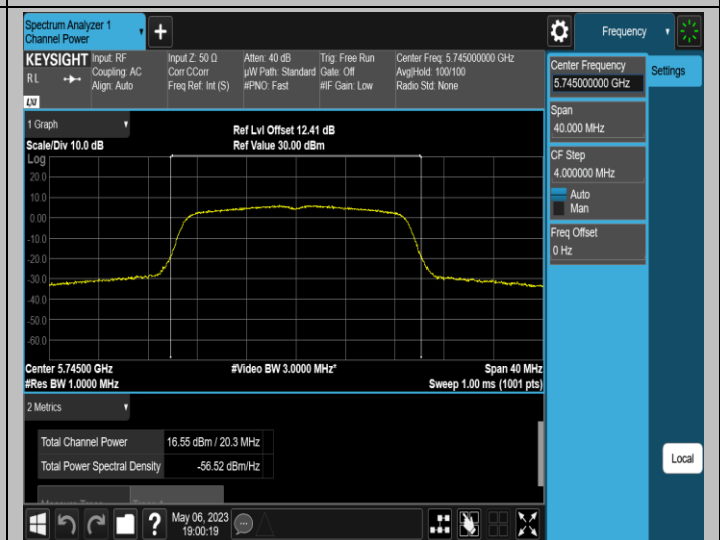 Spectrum Analyzer 1
Channel Power
+
Frequency
KEYSIGHT
R L
LXI
Input: RF
Coupling: AC
Align: Auto
Input Z: 50 Ω
Corr CCorr
Freq Ref: Int (S)
Atten: 40 dB
µW Path: Standard
#PNO: Fast
Trig: Free Run
Gate: Off
#IF Gain: Low
Center Freq: 5.745000000 GHz
Avg|Hold: 100/100
Radio Std: None
Center Frequency
5.745000000 GHz
Settings
Span
40.000 MHz
CF Step
4.000000 MHz
Auto
Man
Freq Offset
0 Hz
1 Graph
Scale/Div 10.0 dB
Ref Lvl Offset 12.41 dB
Ref Value 30.00 dBm
Log
20.0
10.0
0.00
-10.0
-20.0
-30.0
-40.0
-50.0
-60.0
Center 5.74500 GHz
#Video BW 3.0000 MHz*
Span 40 MHz
#Res BW 1.0000 MHz
Sweep 1.00 ms (1001 pts)
2 Metrics
Total Channel Power
16.55 dBm / 20.3 MHz
Total Power Spectral Density
-56.52 dBm/Hz
Local
?
May 06, 2023
19:00:19